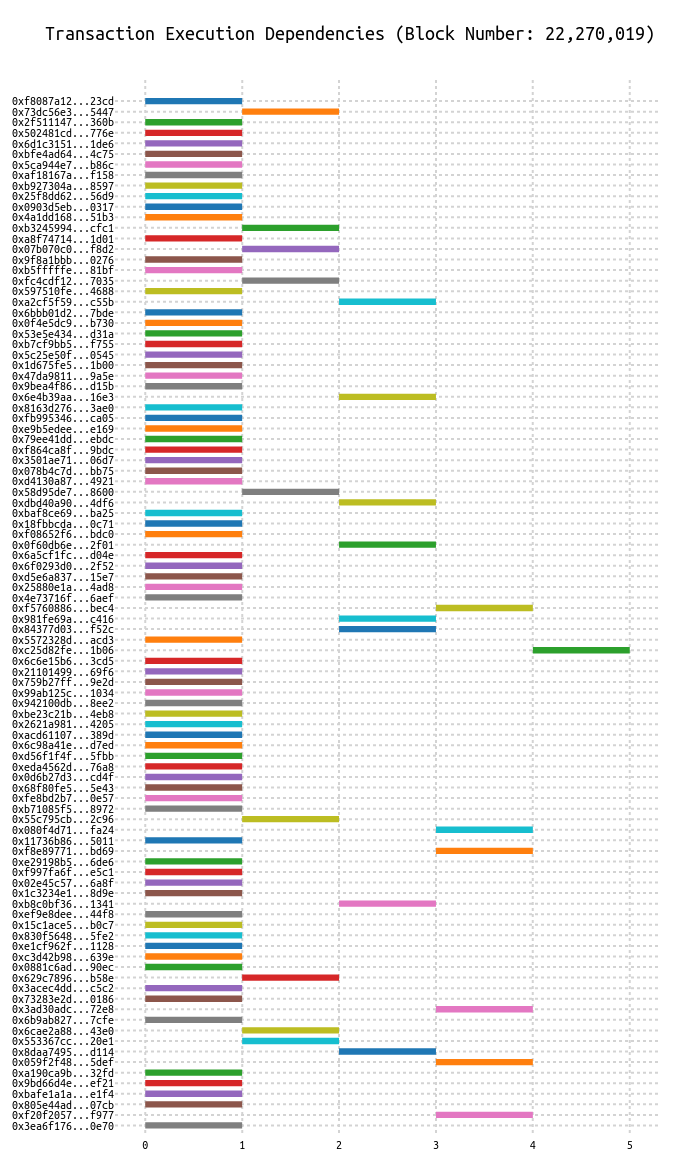 Transaction Execution Dependencies (Block Number: 22,270,019)
0xf8087a12...23cd
0x73dc56e3...5447
0x2f511147...360b
0x502481cd...776e
0x6d1c3151...1de6
0xbfe4ad64...4c75
0x5ca944e7...b86c
0xaf18167a...f158
0xb927304a...8597
0x25f8dd62...56d9
0x0903d5eb...0317
0x4a1dd168...51b3
0xb3245994...cfc1
0xa8f74714...1d01
0x07b070c0...f8d2
0x9f8a1bbb...0276
0xb5fffffe...81bf
0xfc4cdf12...7035
0x597510fe...4688
0xa2cf5f59...c55b
0x6bbb01d2...7bde
0x0f4e5dc9...b730
0x53e5e434...d31a
0xb7cf9bb5...f755
0x5c25e50f...0545
0x1d675fe5...1b00
0x47da9811...9a5e
0x9bea4f86...d15b
0x6e4b39aa...16e3
0x8163d276...3ae0
0xfb995346...ca05
0xe9b5edee...e169
0x79ee41dd...ebdc
0xf864ca8f...9bdc
0x3501ae71...06d7
0x078b4c7d...bb75
0xd4130a87...4921
0x58d95de7...8600
0xdbd40a90...4df6
0xbaf8ce69...ba25
0x18fbbcda...0c71
0xf08652f6...bdc0
0x0f60db6e...2f01
0x6a5cf1fc...d04e
0x6f0293d0...2f52
0xd5e6a837...15e7
0x25880e1a...4ad8
0x4e73716f...6aef
0xf5760886...bec4
0x981fe69a...c416
0x84377d03...f52c
0x5572328d...acd3
0xc25d82fe...1b06
0x6c6e15b6...3cd5
0x21101499...69f6
0x759b27ff...9e2d
0x99ab125c...1034
0x942100db...8ee2
0xbe23c21b...4eb8
0x2621a981...4205
0xacd61107...389d
0x6c98a41e...d7ed
0xd56f1f4f...5fbb
0xeda4562d...76a8
0x0d6b27d3...cd4f
0x68f80fe5...5e43
0xfe8bd2b7...0e57
0xb71085f5...8972
0x55c795cb...2c96
0x080f4d71...fa24
0x11736b86...5011
0xf8e89771...bd69
0xe29198b5...6de6
0xf997fa6f...e5c1
0x02e45c57...6a8f
0x1c3234e1...8d9e
0xb8c0bf36...1341
0xef9e8dee...44f8
0x15c1ace5...b0c7
0x830f5648...5fe2
0xe1cf962f...1128
0xc3d42b98...639e
0x0881c6ad...90ec
0x629c7896...b58e
0x3acec4dd...c5c2
0x73283e2d...0186
0x3ad30adc...72e8
0x6b9ab827...7cfe
0x6cae2a88...43e0
0x553367cc...20e1
0x8daa7495...d114
0x059f2f48...5def
0xa190ca9b...32fd
0x9bd66d4e...ef21
0xbafe1a1a...e1f4
0x805e44ad...07cb
0xf20f2057...f977
0x3ea6f176...0e70
0 1 2 3 4 5